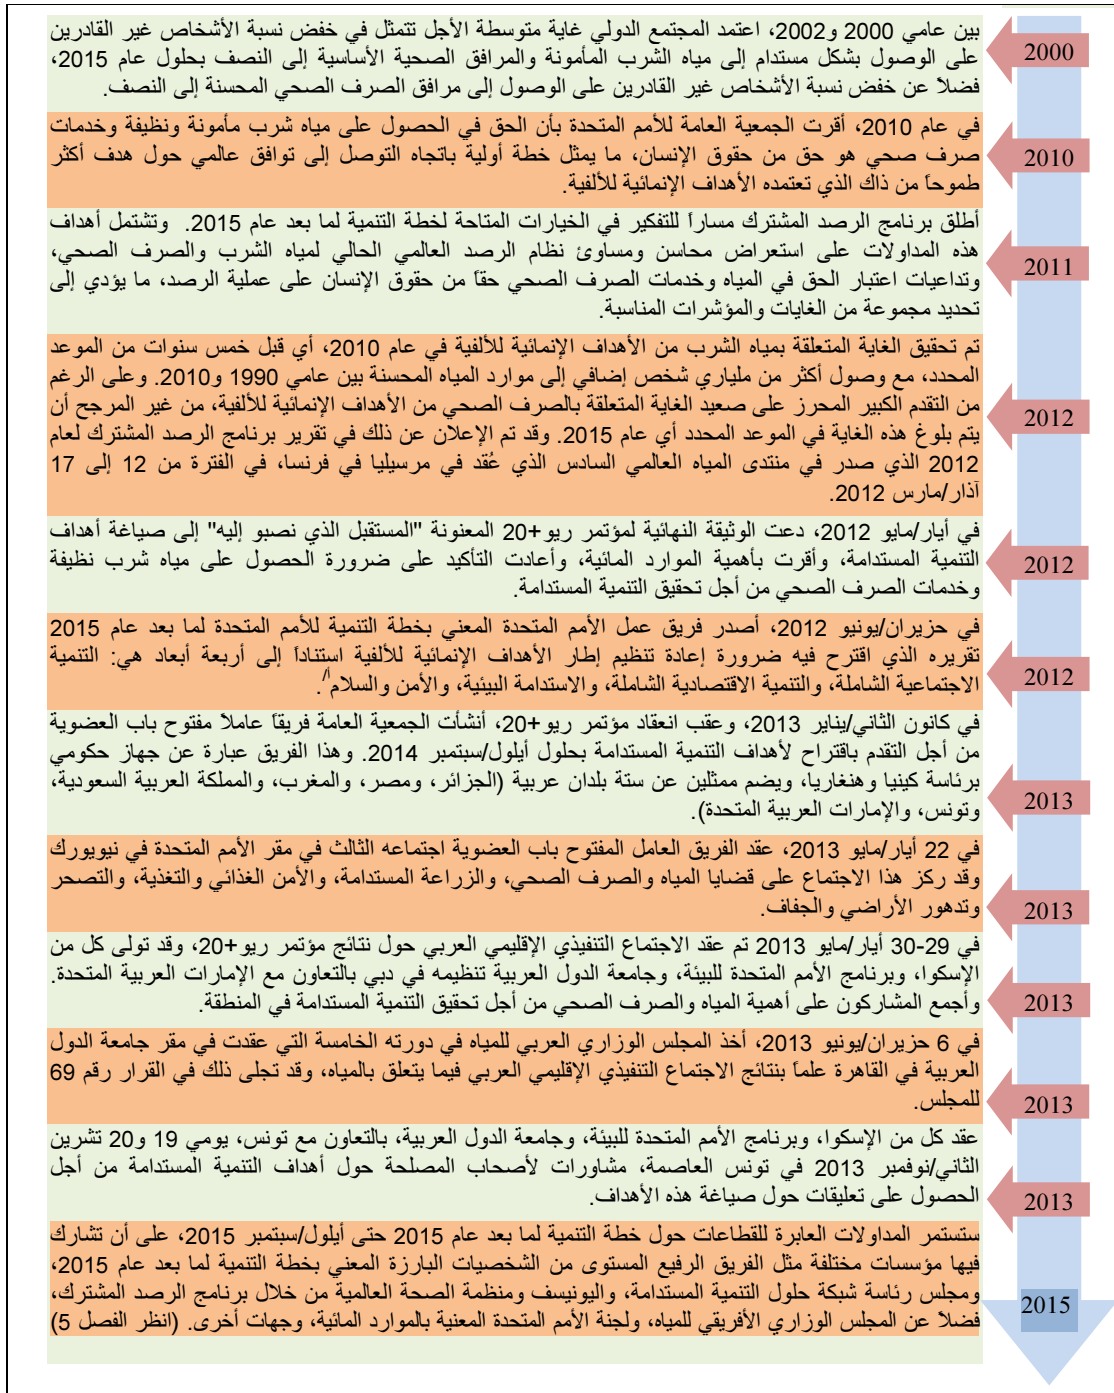 بين عامي 2000 و2002، اعتمد المجتمع الدولي غاية متوسطة الأجل تتمثل في خفض نسبة الأشخاص غير القادرين
على الوصول بشكل مستدام إلى مياه الشرب المأمونة والمرافق الصحية الأساسية إلى النصف بحلول عام 2015،
فضلاً عن خفض نسبة الأشخاص غير القادرين على الوصول إلى مرافق الصرف الصحي المحسنة إلى النصف.
2000
في عام 2010، أقرت الجمعية العامة للأمم المتحدة بأن الحق في الحصول على مياه شرب مأمونة ونظيفة وخدمات
صرف صحي هو حق من حقوق الإنسان، ما يمثل خطة أولية باتجاه التوصل إلى توافق عالمي حول هدف أكثر
طموحاً من ذاك الذي تعتمده الأهداف الإنمائية للألفية.
2010
أطلق برنامج الرصد المشترك مساراً للتفكير في الخيارات المتاحة لخطة التنمية لما بعد عام 2015. وتشتمل أهداف
هذه المداولات على استعراض محاسن ومساوئ نظام الرصد العالمي الحالي لمياه الشرب والصرف الصحي،
وتداعيات اعتبار الحق في المياه وخدمات الصرف الصحي حقاً من حقوق الإنسان على عملية الرصد، ما يؤدي إلى
تحديد مجموعة من الغايات والمؤشرات المناسبة.
2011
تم تحقيق الغاية المتعلقة بمياه الشرب من الأهداف الإنمائية للألفية في عام 2010، أي قبل خمس سنوات من الموعد
المحدد، مع وصول أكثر من ملياري شخص إضافي إلى موارد المياه المحسنة بين عامي 1990 و2010. وعلى الرغم
من التقدم الكبير المحرز على صعيد الغاية المتعلقة بالصرف الصحي من الأهداف الإنمائية للألفية، من غير المرجح أن
يتم بلوغ هذه الغاية في الموعد المحدد أي عام 2015. وقد تم الإعلان عن ذلك في تقرير برنامج الرصد المشترك لعام
2012 الذي صدر في منتدى المياه العالمي السادس الذي عُقد في مرسيليا في فرنسا، في الفترة من 12 إلى 17
آذار/مارس 2012.
2012
في أيار/مايو 2012، دعت الوثيقة النهائية لمؤتمر ريو+20 المعنونة "المستقبل الذي نصبو إليه" إلى صياغة أهداف
التنمية المستدامة، وأقرت بأهمية الموارد المائية، وأعادت التأكيد على ضرورة الحصول على مياه شرب نظيفة
وخدمات الصرف الصحي من أجل تحقيق التنمية المستدامة.
2012
في حزيران/يونيو 2012، أصدر فريق عمل الأمم المتحدة المعني بخطة التنمية للأمم المتحدة لما بعد عام 2015
تقريره الذي اقترح فيه ضرورة إعادة تنظيم إطار الأهداف الإنمائية للألفية استناداً إلى أربعة أبعاد هي: التنمية
الاجتماعية الشاملة، والتنمية الاقتصادية الشاملة، والاستدامة البيئية، والأمن والسلام أ/.
2012
في كانون الثاني/يناير 2013، وعقب انعقاد مؤتمر ريو+20، أنشأت الجمعية العامة فريقاً عاملاً مفتوح باب العضوية
من أجل التقدم باقتراح لأهداف التنمية المستدامة بحلول أيلول/سبتمبر 2014. وهذا الفريق عبارة عن جهاز حكومي
برئاسة كينيا وهنغاريا، ويضم ممثلين عن ستة بلدان عربية (الجزائر، ومصر، والمغرب، والمملكة العربية السعودية،
وتونس، والإمارات العربية المتحدة).
2013
في 22 أيار/مايو 2013، عقد الفريق العامل المفتوح باب العضوية اجتماعه الثالث في مقر الأمم المتحدة في نيويورك
وقد ركز هذا الاجتماع على قضايا المياه والصرف الصحي، والزراعة المستدامة، والأمن الغذائي والتغذية، والتصحر
وتدهور الأراضي والجفاف.
2013
في 29-30 أيار/مايو 2013 تم عقد الاجتماع التنفيذي الإقليمي العربي حول نتائج مؤتمر ريو+20، وقد تولى كل من
الإسكوا، وبرنامج الأمم المتحدة للبيئة، وجامعة الدول العربية تنظيمه في دبي بالتعاون مع الإمارات العربية المتحدة.
وأجمع المشاركون على أهمية المياه والصرف الصحي من أجل تحقيق التنمية المستدامة في المنطقة.
2013
في 6 حزيران/يونيو 2013، أخذ المجلس الوزاري العربي للمياه في دورته الخامسة التي عقدت في مقر جامعة الدول
العربية في القاهرة علماً بنتائج الاجتماع التنفيذي الإقليمي العربي فيما يتعلق بالمياه، وقد تجلى ذلك في القرار رقم 69
للمجلس.
2013
عقد كل من الإسكوا، وبرنامج الأمم المتحدة للبيئة، وجامعة الدول العربية، بالتعاون مع تونس، يومي 19 و20 تشرين
الثاني/نوفمبر 2013 في تونس العاصمة، مشاورات لأصحاب المصلحة حول أهداف التنمية المستدامة من أجل
الحصول على تعليقات حول صياغة هذه الأهداف.
2013
ستستمر المداولات العابرة للقطاعات حول خطة التنمية لما بعد عام 2015 حتى أيلول/سبتمبر 2015، على أن تشارك
فيها مؤسسات مختلفة مثل الفريق الرفيع المستوى من الشخصيات البارزة المعني بخطة التنمية لما بعد عام 2015،
ومجلس رئاسة شبكة حلول التنمية المستدامة، واليونيسف ومنظمة الصحة العالمية من خلال برنامج الرصد المشترك،
فضلاً عن المجلس الوزاري الأفريقي للمياه، ولجنة الأمم المتحدة المعنية بالموارد المائية، وجهات أخرى. (انظر الفصل 5)
2015